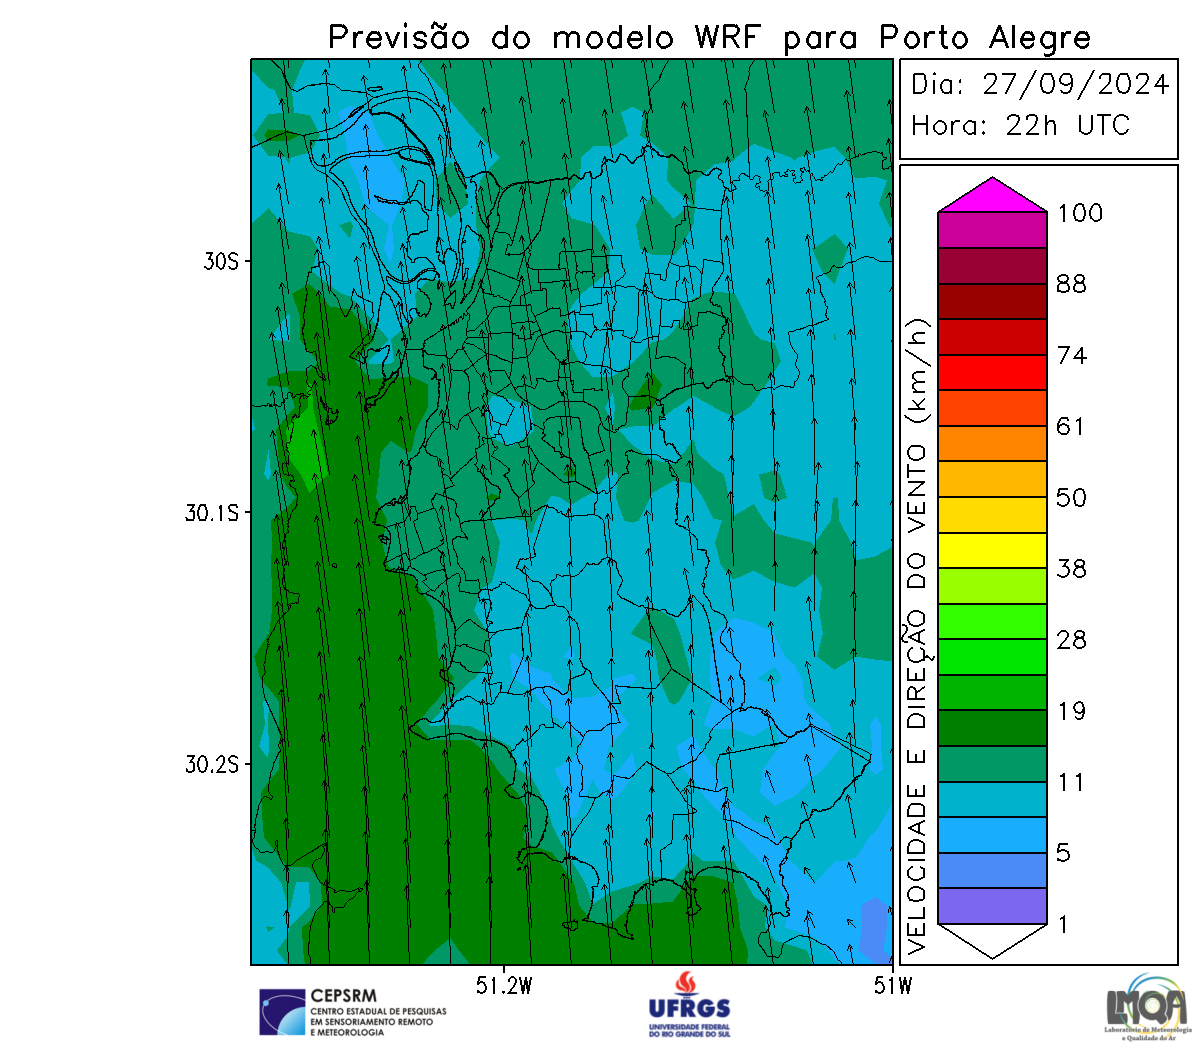 Previsão do modelo WRF para Porto Alegre
Dia: 27/09/2024
Hora: 22h UTC
30S
30.1S
30.2S
51.2W
51W
VELOCIDADE E DIREÇÃO DO VENTO (km/h)
100
88
74
61
50
38
28
19
11
5
1
CEPSRM
CENTRO ESTADUAL DE PESQUISAS
EM SENSORIAMENTO REMOTO
E METEOROLOGIA
UFRGS
UNIVERSIDADE FEDERAL
DO RIO GRANDE DO SUL
LMQA
Laboratório de Meteorologia
e Qualidade do Ar